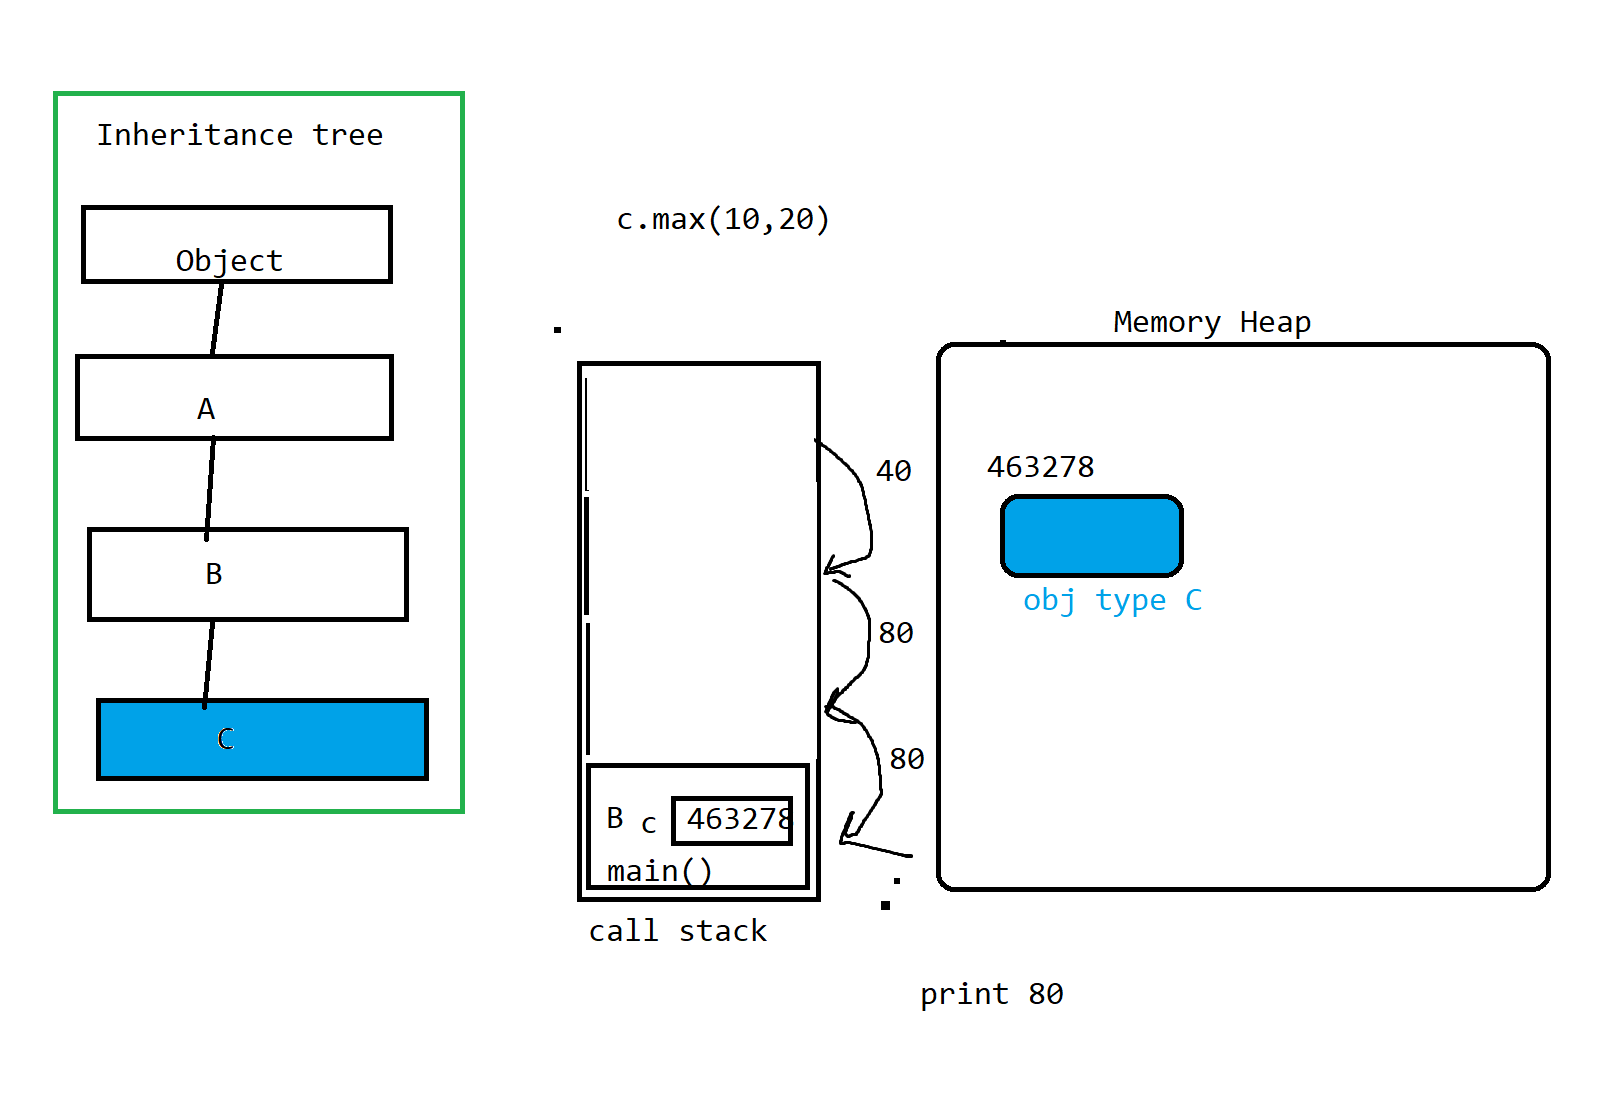 Inheritance tree
Object
A
B
C
c.max(10,20)
40
80
80
B c 463278
main()
call stack
Memory Heap
463278
obj type C
print 80